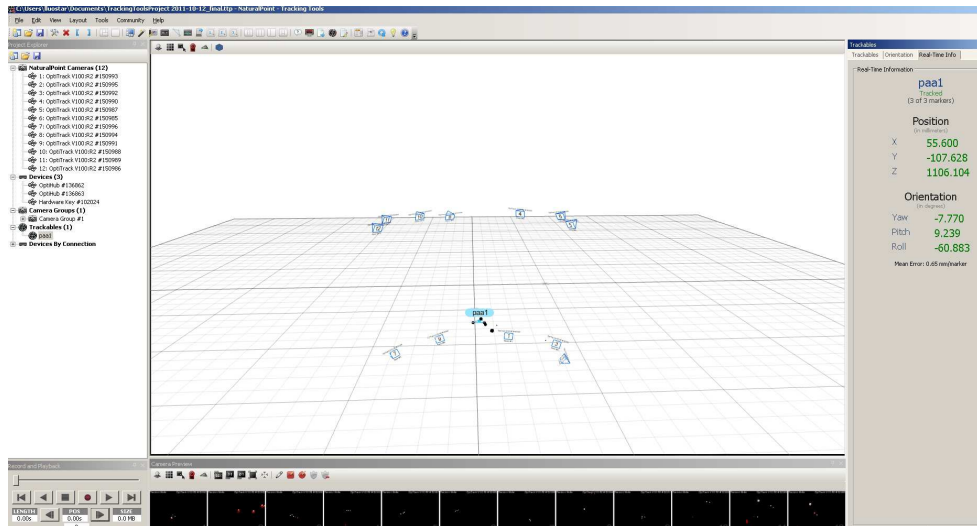 C:\Users\fluostar\Documents\TrackingToolsProject 2011-10-12_final.ttp - NaturalPoint - Tracking Tools
File Edit View Layout Tools Community Help
Project Explorer
NaturalPoint Cameras (12)
1: OptiTrack V100:R2 #150993
2: OptiTrack V100:R2 #150995
3: OptiTrack V100:R2 #150992
4: OptiTrack V100:R2 #150990
5: OptiTrack V100:R2 #150987
6: OptiTrack V100:R2 #150985
7: OptiTrack V100:R2 #150996
8: OptiTrack V100:R2 #150994
9: OptiTrack V100:R2 #150991
10: OptiTrack V100:R2 #150988
11: OptiTrack V100:R2 #150989
12: OptiTrack V100:R2 #150986
Devices (3)
OptiHub #136862
OptiHub #136863
Hardware Key #102024
Camera Groups (1)
Camera Group #1
Trackables (1)
paa1
Devices By Connection
paa1
Trackables
Trackables Orientation Real-Time Info
Real-Time Information
paa1
Tracked
(3 of 3 markers)
Position
(in millimeters)
X 55.600
Y -107.628
Z 1106.104
Orientation
(in degrees)
Yaw -7.770
Pitch 9.239
Roll -60.883
Mean Error: 0.65 mm/marker
Record and Playback
LENGTH POS SIZE
0.00s 0.00s 0.0 MB
Camera Preview